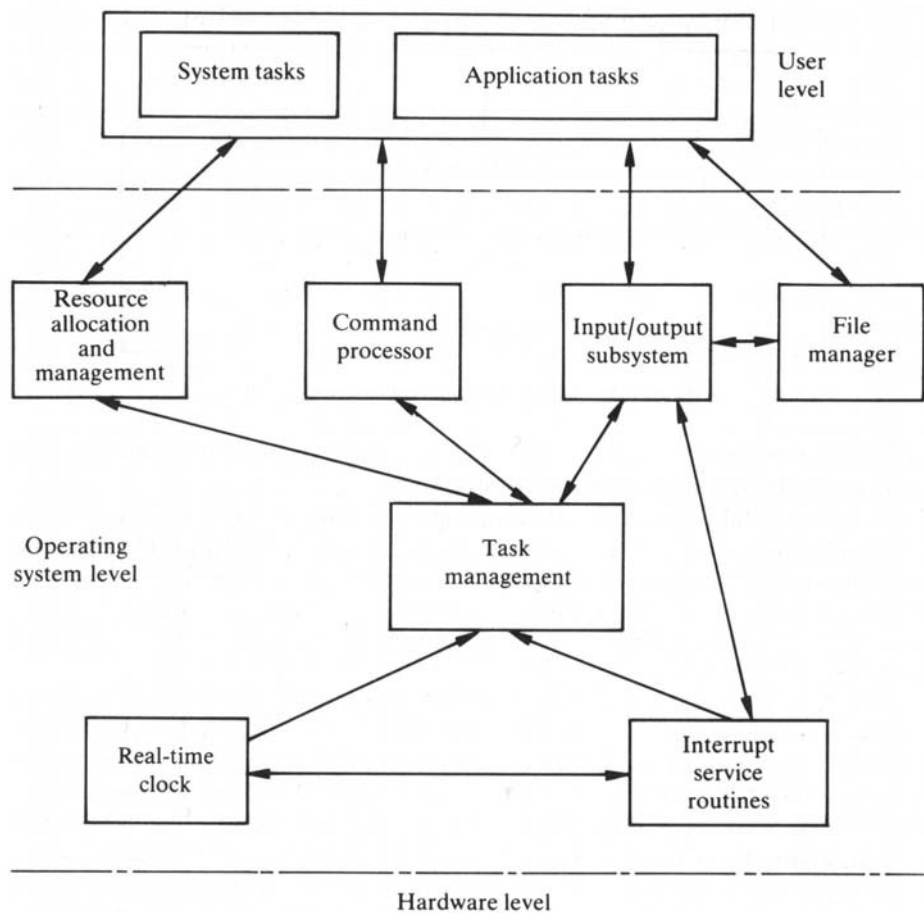 System tasks
Application tasks
User
level
Resource
allocation
and
management
Command
processor
Input/output
subsystem
File
manager
Operating
system level
Task
management
Real-time
clock
Interrupt
service
routines
Hardware level